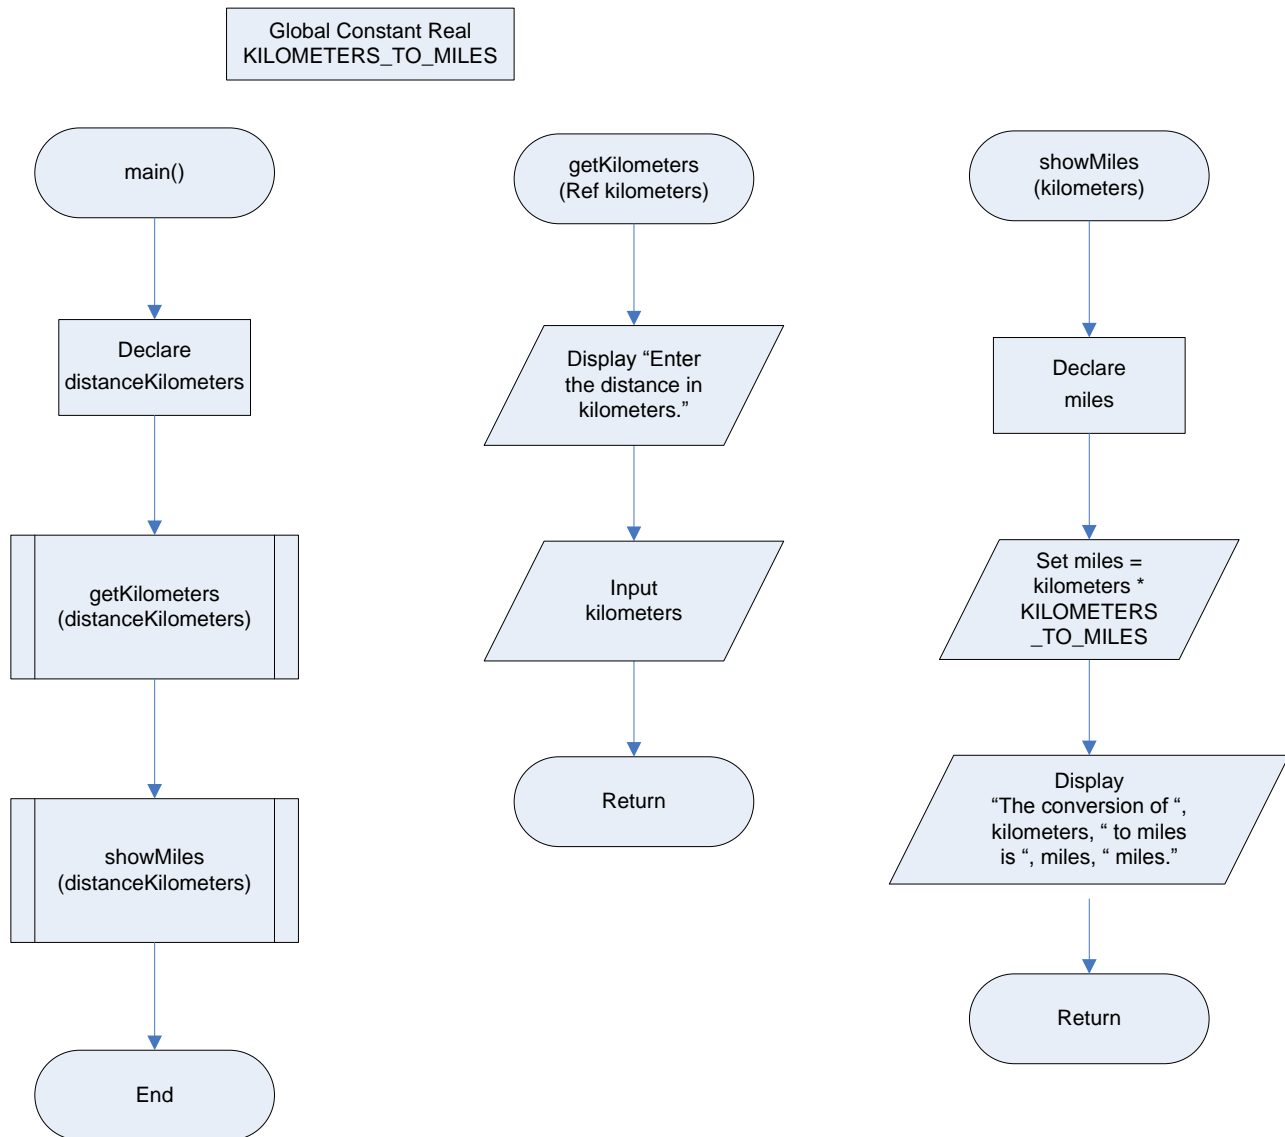 Global Constant Real
KILOMETERS_TO_MILES
main()
Declare
distanceKilometers
getKilometers
(distanceKilometers)
showMiles
(distanceKilometers)
End
getKilometers
(Ref kilometers)
Display “Enter
the distance in
kilometers.”
Input
kilometers
Return
showMiles
(kilometers)
Declare
miles
Set miles =
kilometers *
KILOMETERS
_TO_MILES
Display
“The conversion of “,
kilometers, “ to miles
is “, miles, “ miles.”
Return